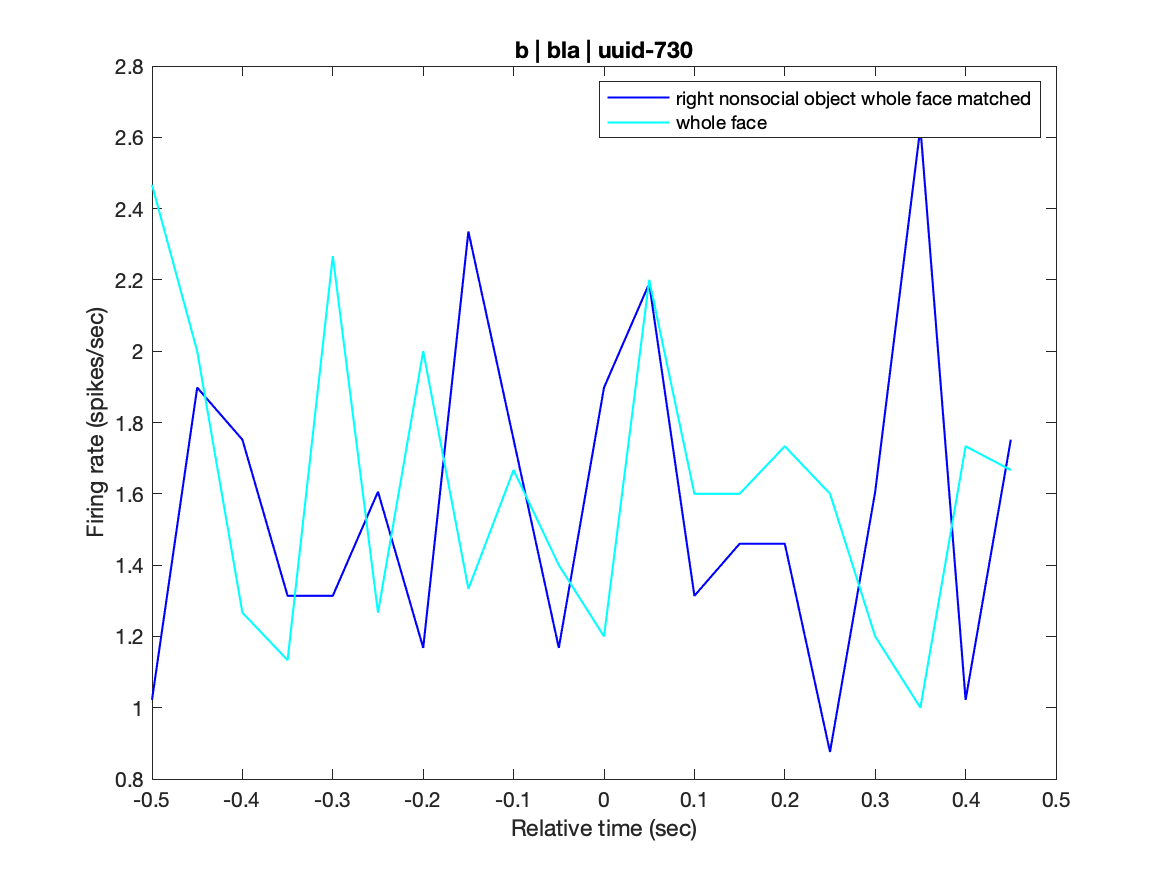 b | bla | uuid-730
right nonsocial object whole face matched
whole face
Firing rate (spikes/sec)
2.8
2.6
2.4
2.2
2
1.8
1.6
1.4
1.2
1
0.8
-0.5 -0.4 -0.3 -0.2 -0.1 0 0.1 0.2 0.3 0.4 0.5
Relative time (sec)